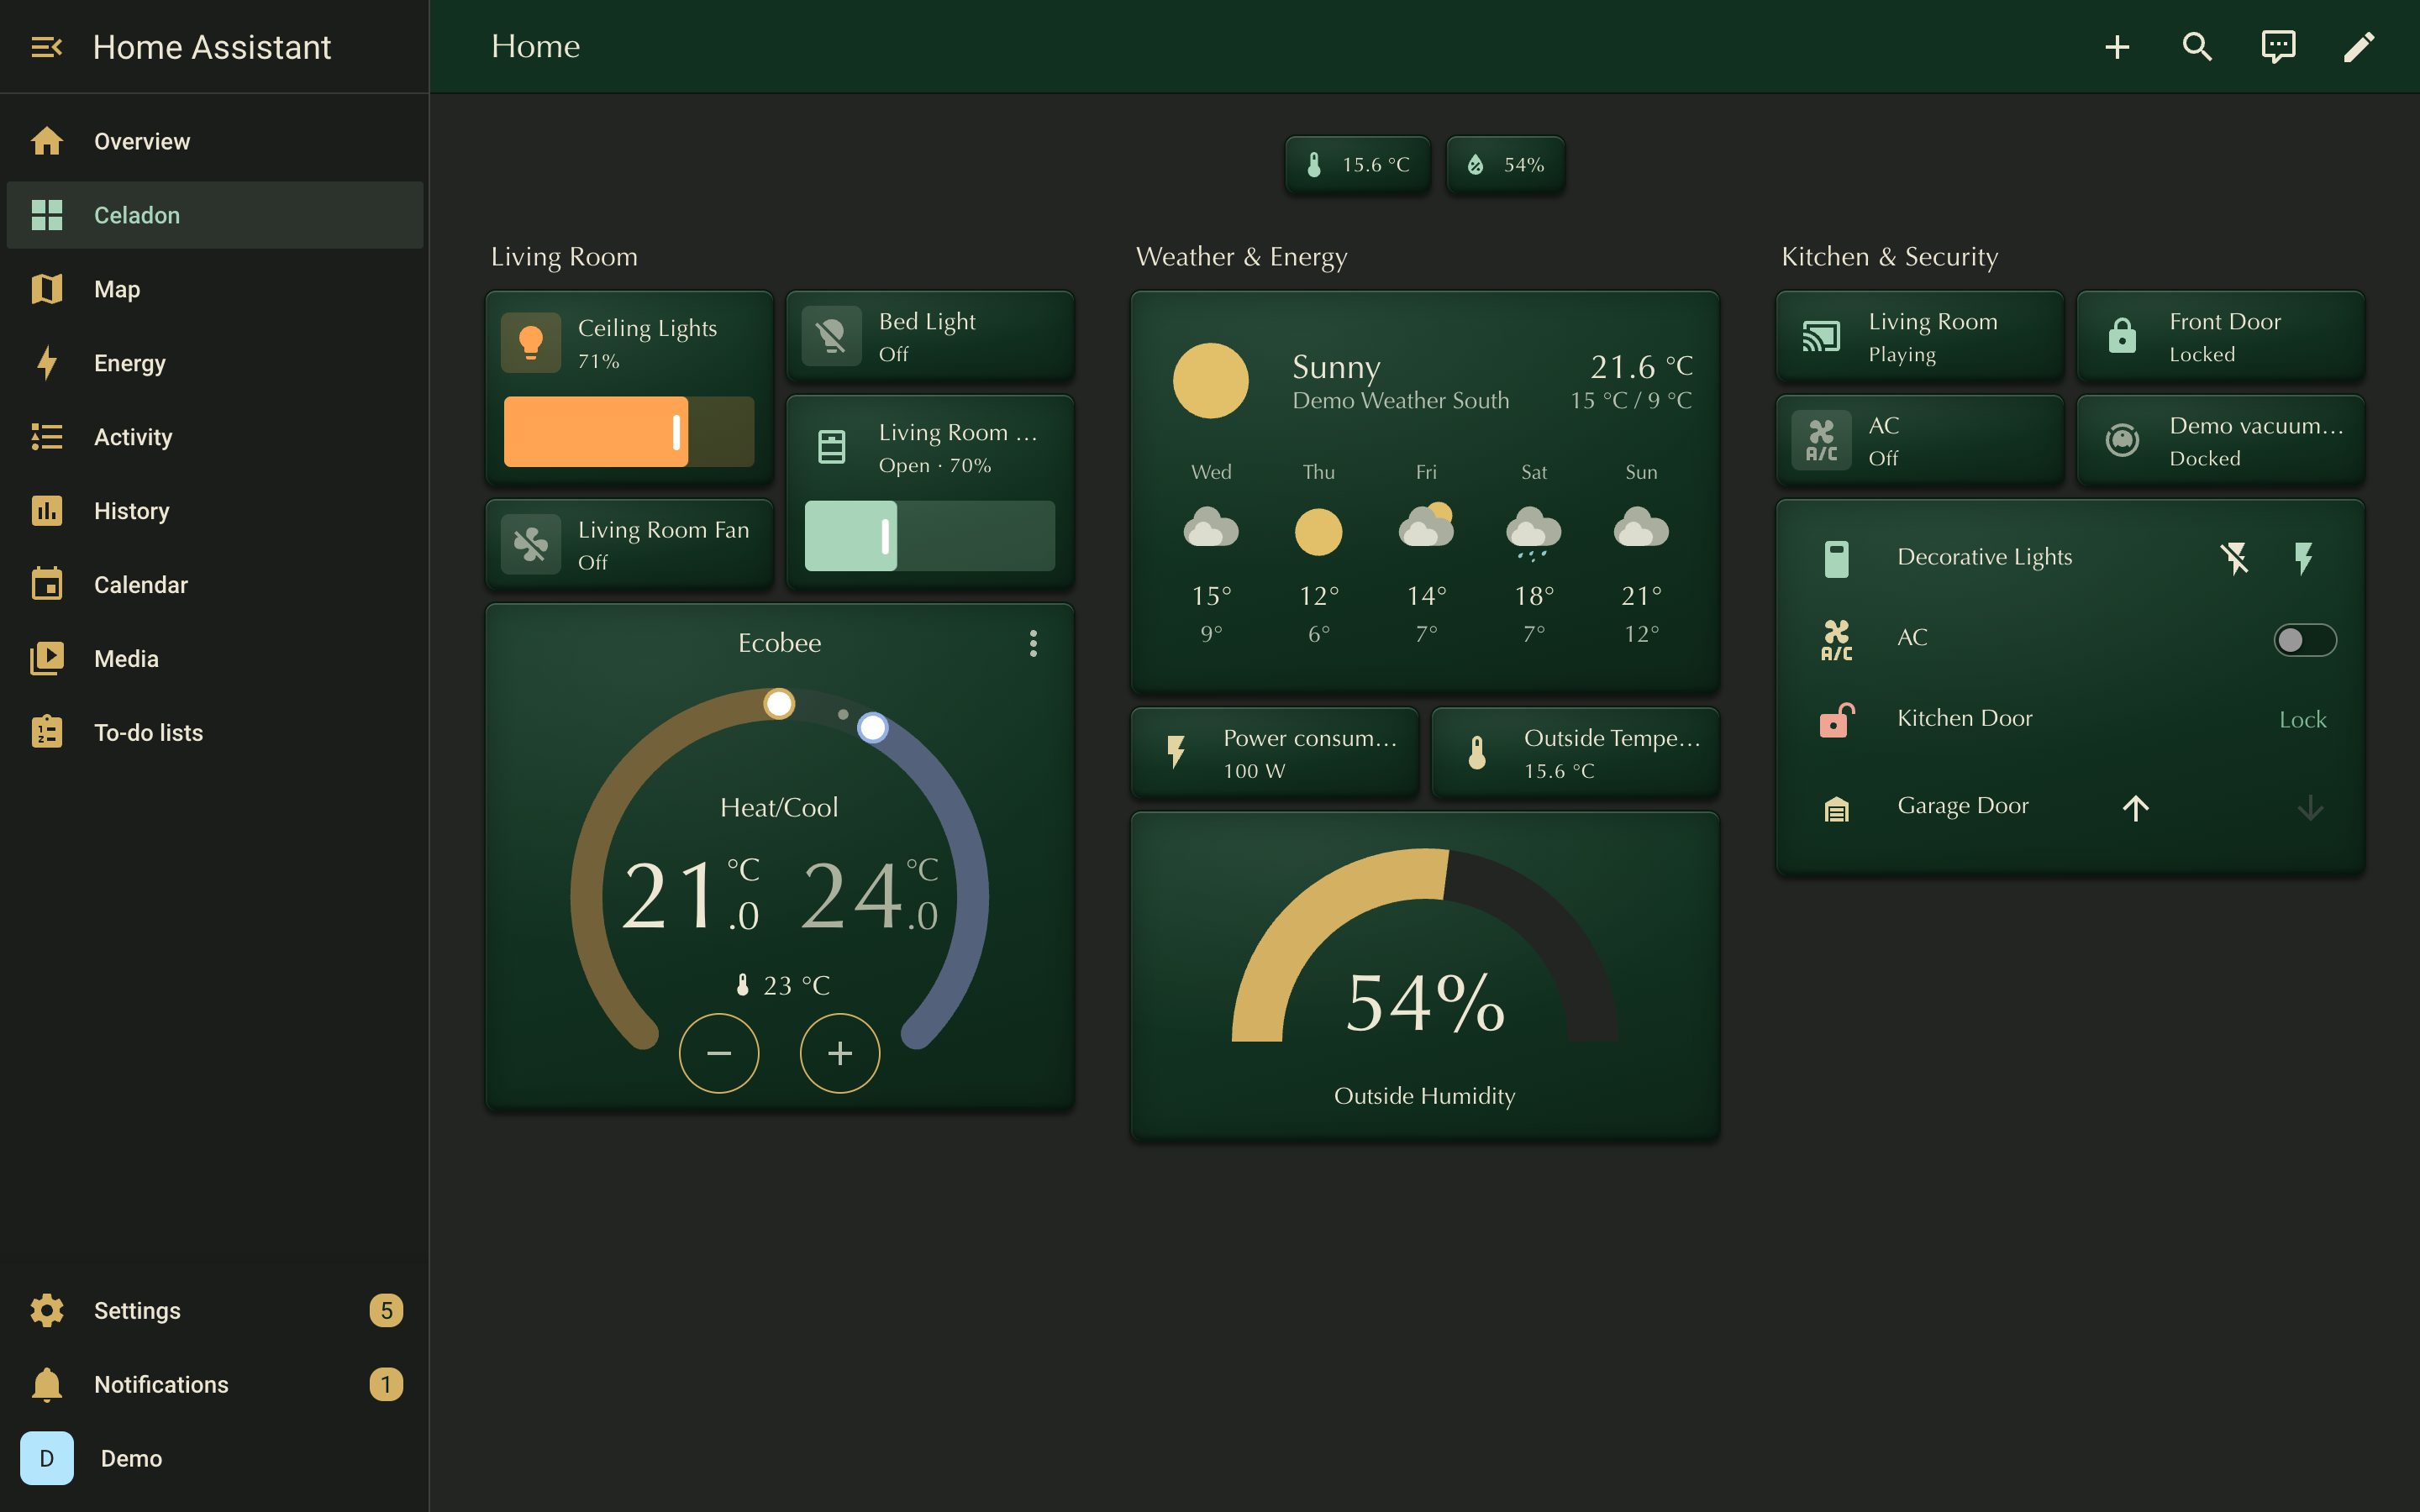 Home Assistant
Home
Overview
Celadon
Map
Energy
Activity
History
Calendar
Media
To-do lists
Settings
5
Notifications
1
D
Demo
15.6 °C
54%
Living Room
Ceiling Lights
71%
Bed Light
Off
Living Room ...
Open · 70%
Living Room Fan
Off
Ecobee
Heat/Cool
21.0 °C
24.0 °C
23 °C
Weather & Energy
Sunny
21.6 °C
Demo Weather South
15 °C / 9 °C
Wed Thu Fri Sat Sun
15° 12° 14° 18° 21°
9° 6° 7° 7° 12°
Power consum...
100 W
Outside Tempe...
15.6 °C
54%
Outside Humidity
Kitchen & Security
Living Room
Playing
Front Door
Locked
A/C
AC
Off
Demo vacuum...
Docked
Decorative Lights
A/C
AC
Kitchen Door
Lock
Garage Door